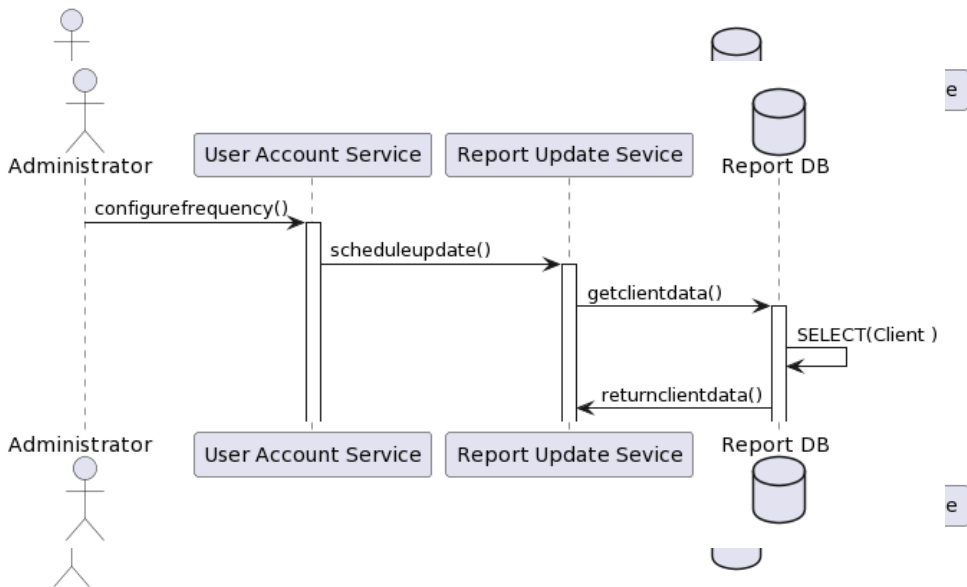 e
Administrator
User Account Service
Report Update Sevice
Report DB
configurefrequency()
scheduleupdate()
getclientdata()
SELECT(Client )
returnclientdata()
Administrator
User Account Service
Report Update Sevice
Report DB
e